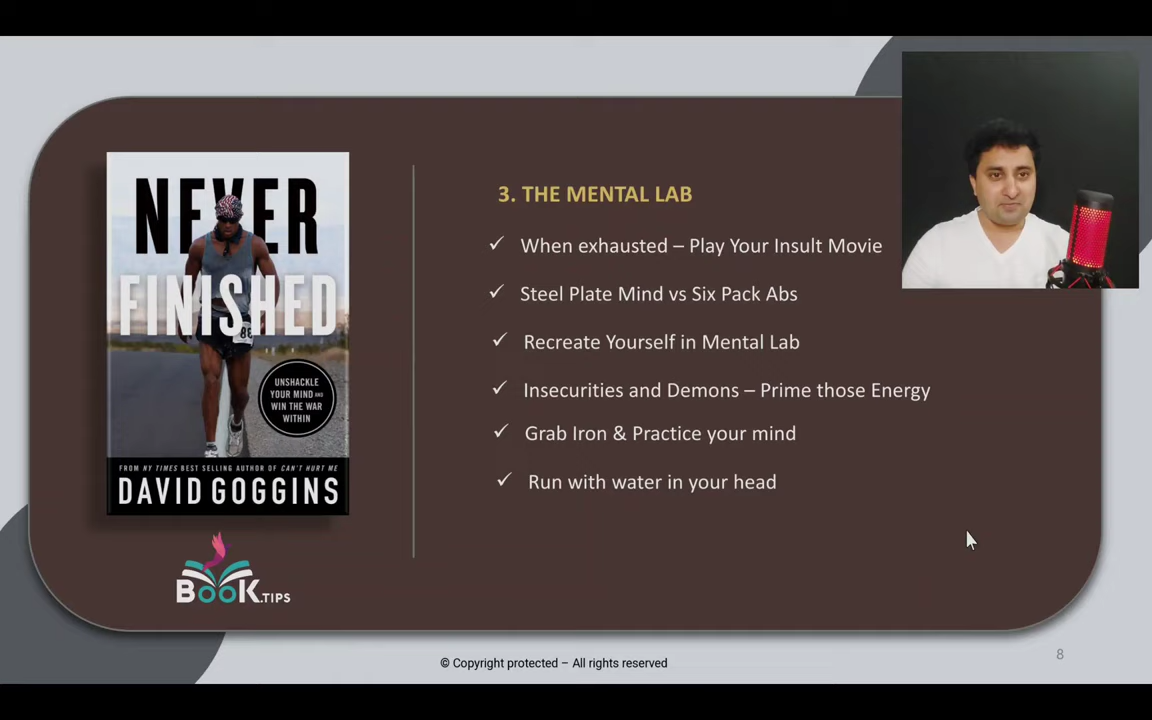 NEVER
FINISHED
UNSHACKLE
YOUR MIND AND
WIN THE WAR
WITHIN
FROM NY TIMES BEST SELLING AUTHOR OF CAN'T HURT ME
DAVID GOGGINS
BOOK.TIPS
3. THE MENTAL LAB
✓ When exhausted – Play Your Insult Movie
✓ Steel Plate Mind vs Six Pack Abs
✓ Recreate Yourself in Mental Lab
✓ Insecurities and Demons – Prime those Energy
✓ Grab Iron & Practice your mind
✓ Run with water in your head
© Copyright protected – All rights reserved
8